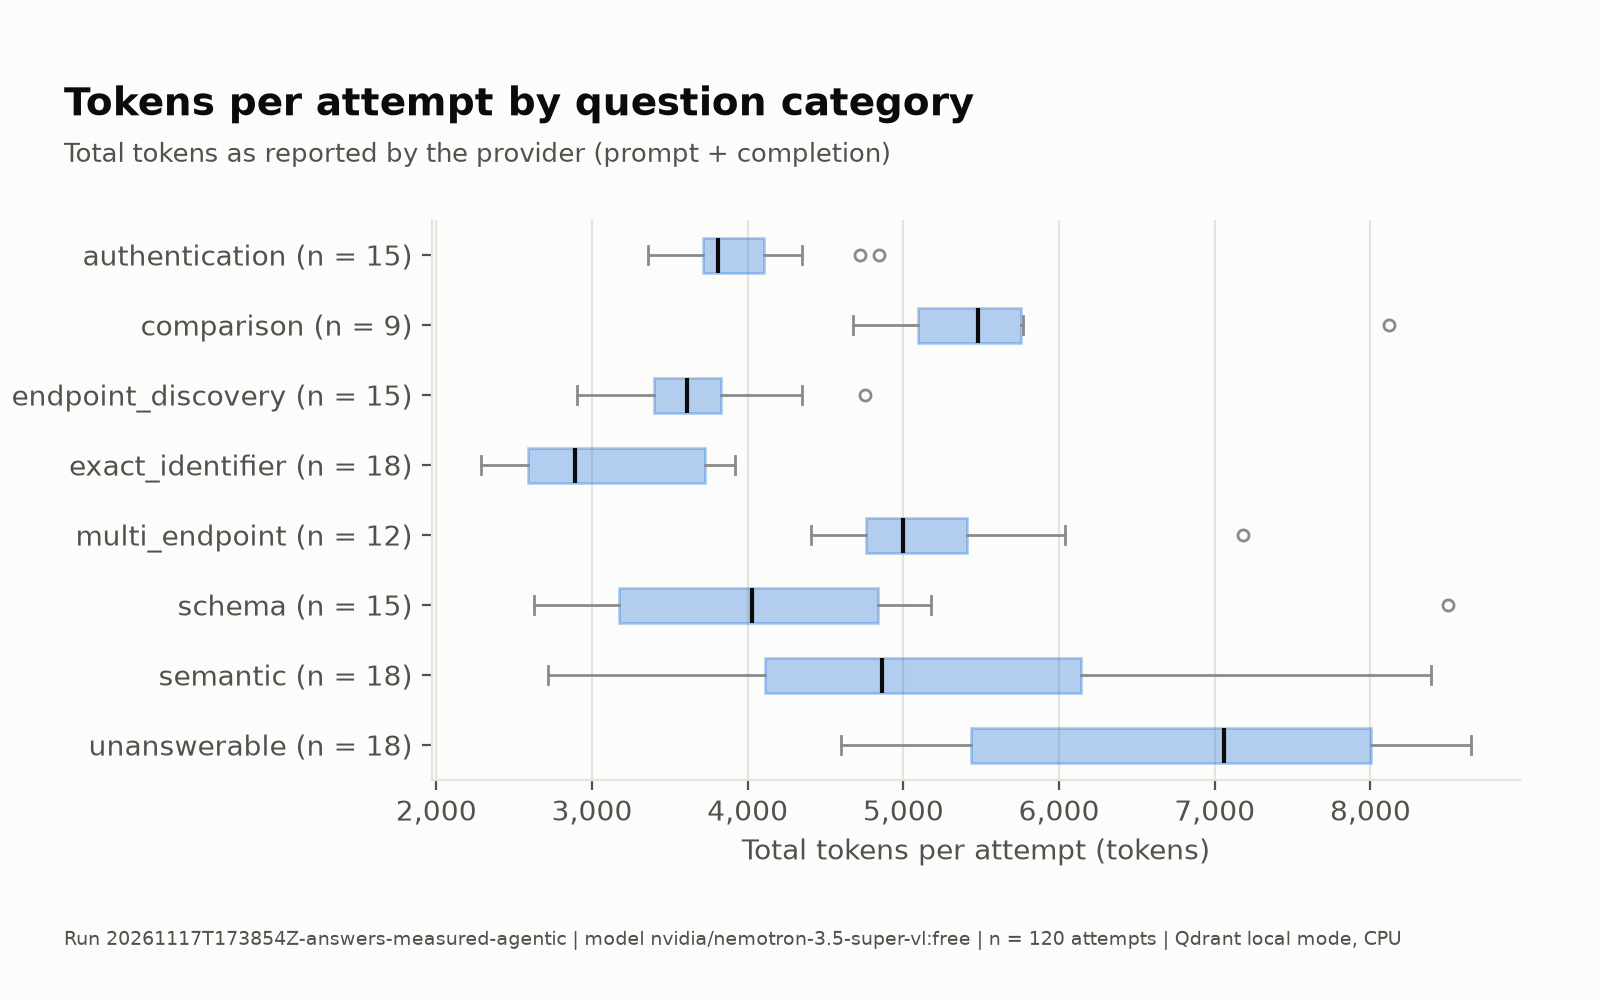 Tokens per attempt by question category
Total tokens as reported by the provider (prompt + completion)
authentication (n = 15)
comparison (n = 9)
endpoint_discovery (n = 15)
exact_identifier (n = 18)
multi_endpoint (n = 12)
schema (n = 15)
semantic (n = 18)
unanswerable (n = 18)
2,000 3,000 4,000 5,000 6,000 7,000 8,000
Total tokens per attempt (tokens)
Run 20261117T173854Z-answers-measured-agentic | model nvidia/nemotron-3.5-super-vl:free | n = 120 attempts | Qdrant local mode, CPU